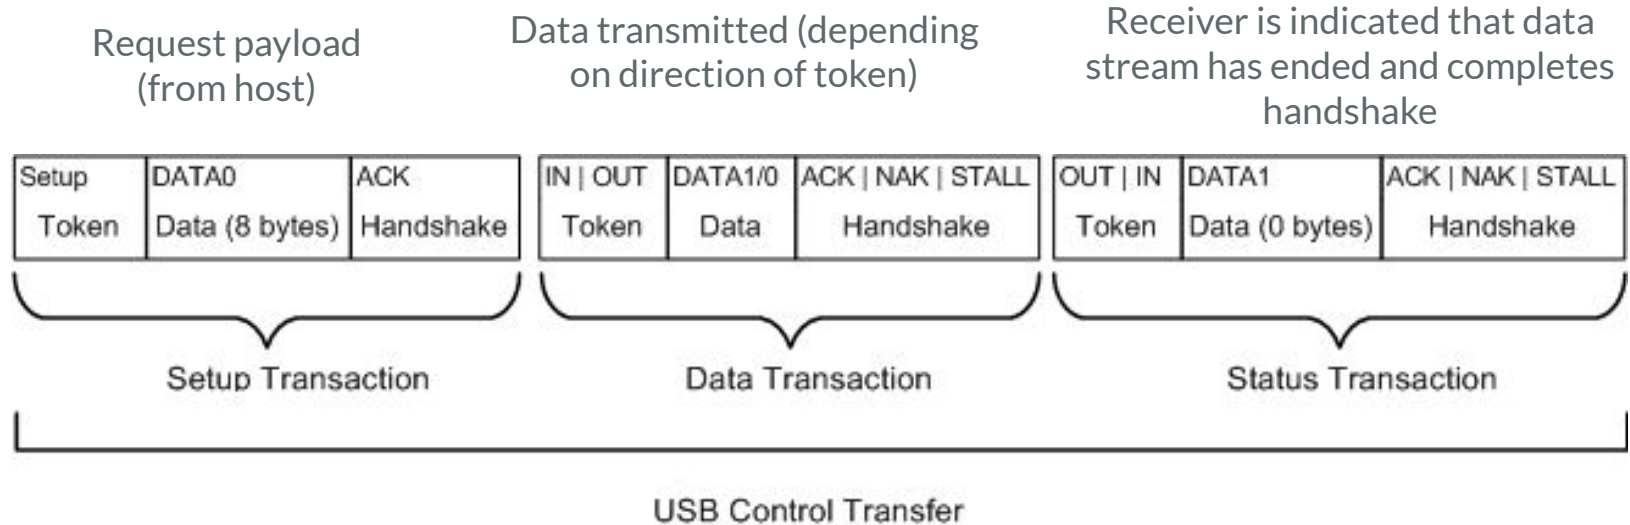 Request payload
(from host)
Data transmitted (depending
on direction of token)
Receiver is indicated that data
stream has ended and completes
handshake
Setup
Token
DATA0
Data (8 bytes)
ACK
Handshake
IN | OUT
Token
DATA1/0
Data
ACK | NAK | STALL
Handshake
OUT | IN
Token
DATA1
Data (0 bytes)
ACK | NAK | STALL
Handshake
Setup Transaction
Data Transaction
Status Transaction
USB Control Transfer